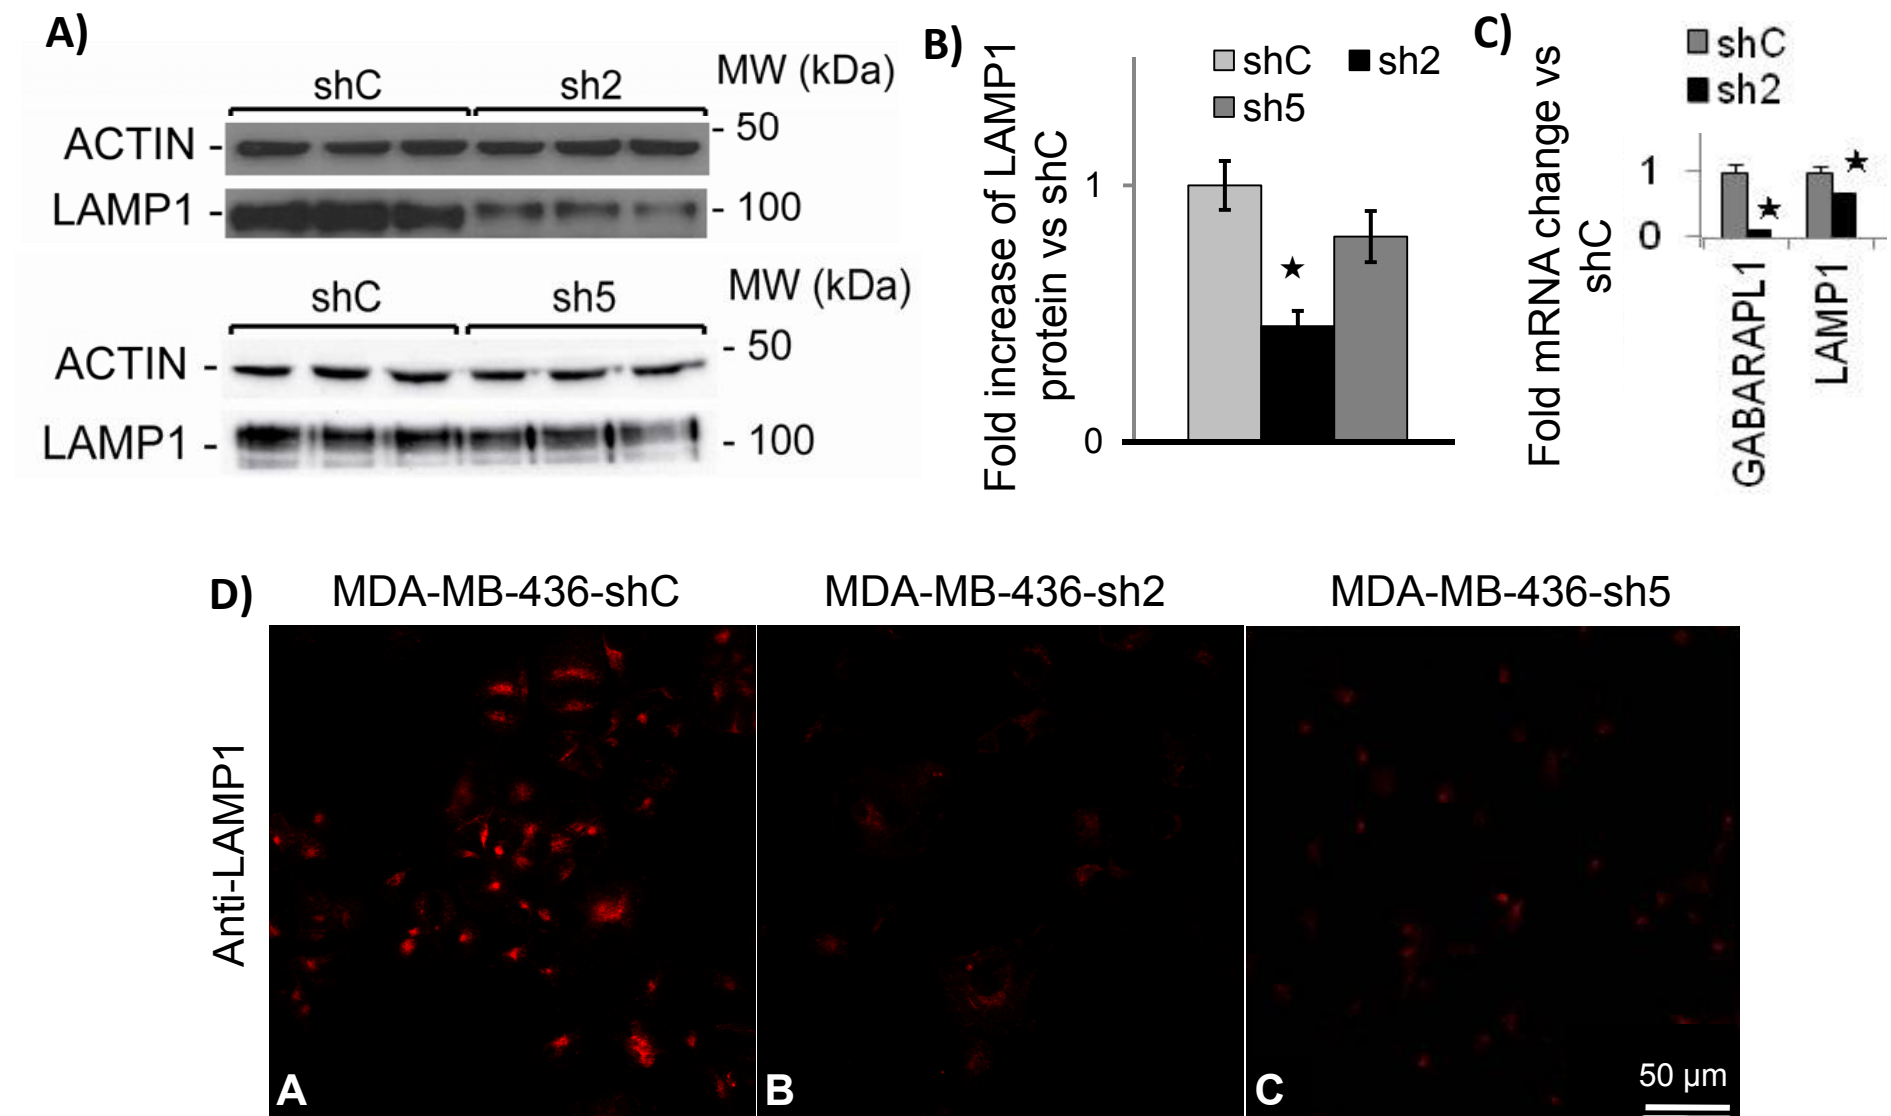 A)
shC sh2 MW (kDa)
ACTIN - - 50
LAMP1 - - 100
shC sh5 MW (kDa)
ACTIN - - 50
LAMP1 - - 100
B)
Fold increase of LAMP1
protein vs shC
shC sh2
sh5
1
★
0
C)
Fold mRNA change vs
shC
shC
sh2
1
★ ★
0
GABARAPL1
LAMP1
D)
MDA-MB-436-shC MDA-MB-436-sh2 MDA-MB-436-sh5
Anti-LAMP1
A B C
50 µm